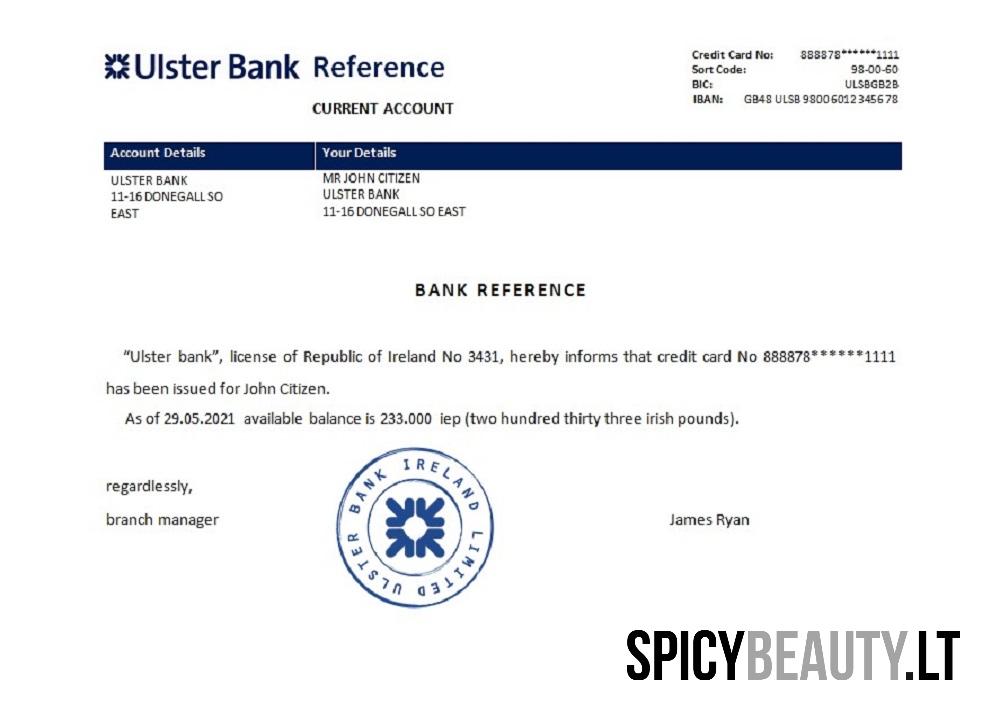 Ulster Bank Reference
CURRENT ACCOUNT
Credit Card No: 888878******1111
Sort Code: 98-00-60
BIC: ULSBGB2B
IBAN: GB48 ULSB 98006012345678
Account Details
Your Details
ULSTER BANK
11-16 DONEGALL SO
EAST
MR JOHN CITIZEN
ULSTER BANK
11-16 DONEGALL SO EAST
BANK REFERENCE
"Ulster bank", license of Republic of Ireland No 3431, hereby informs that credit card No 888878******1111
has been issued for John Citizen.
As of 29.05.2021 available balance is 233.000 iep (two hundred thirty three irish pounds).
regardlessly,
branch manager
ULSTER BANK IRELAND LIMITED
James Ryan
SPICYBEAUTY.LT